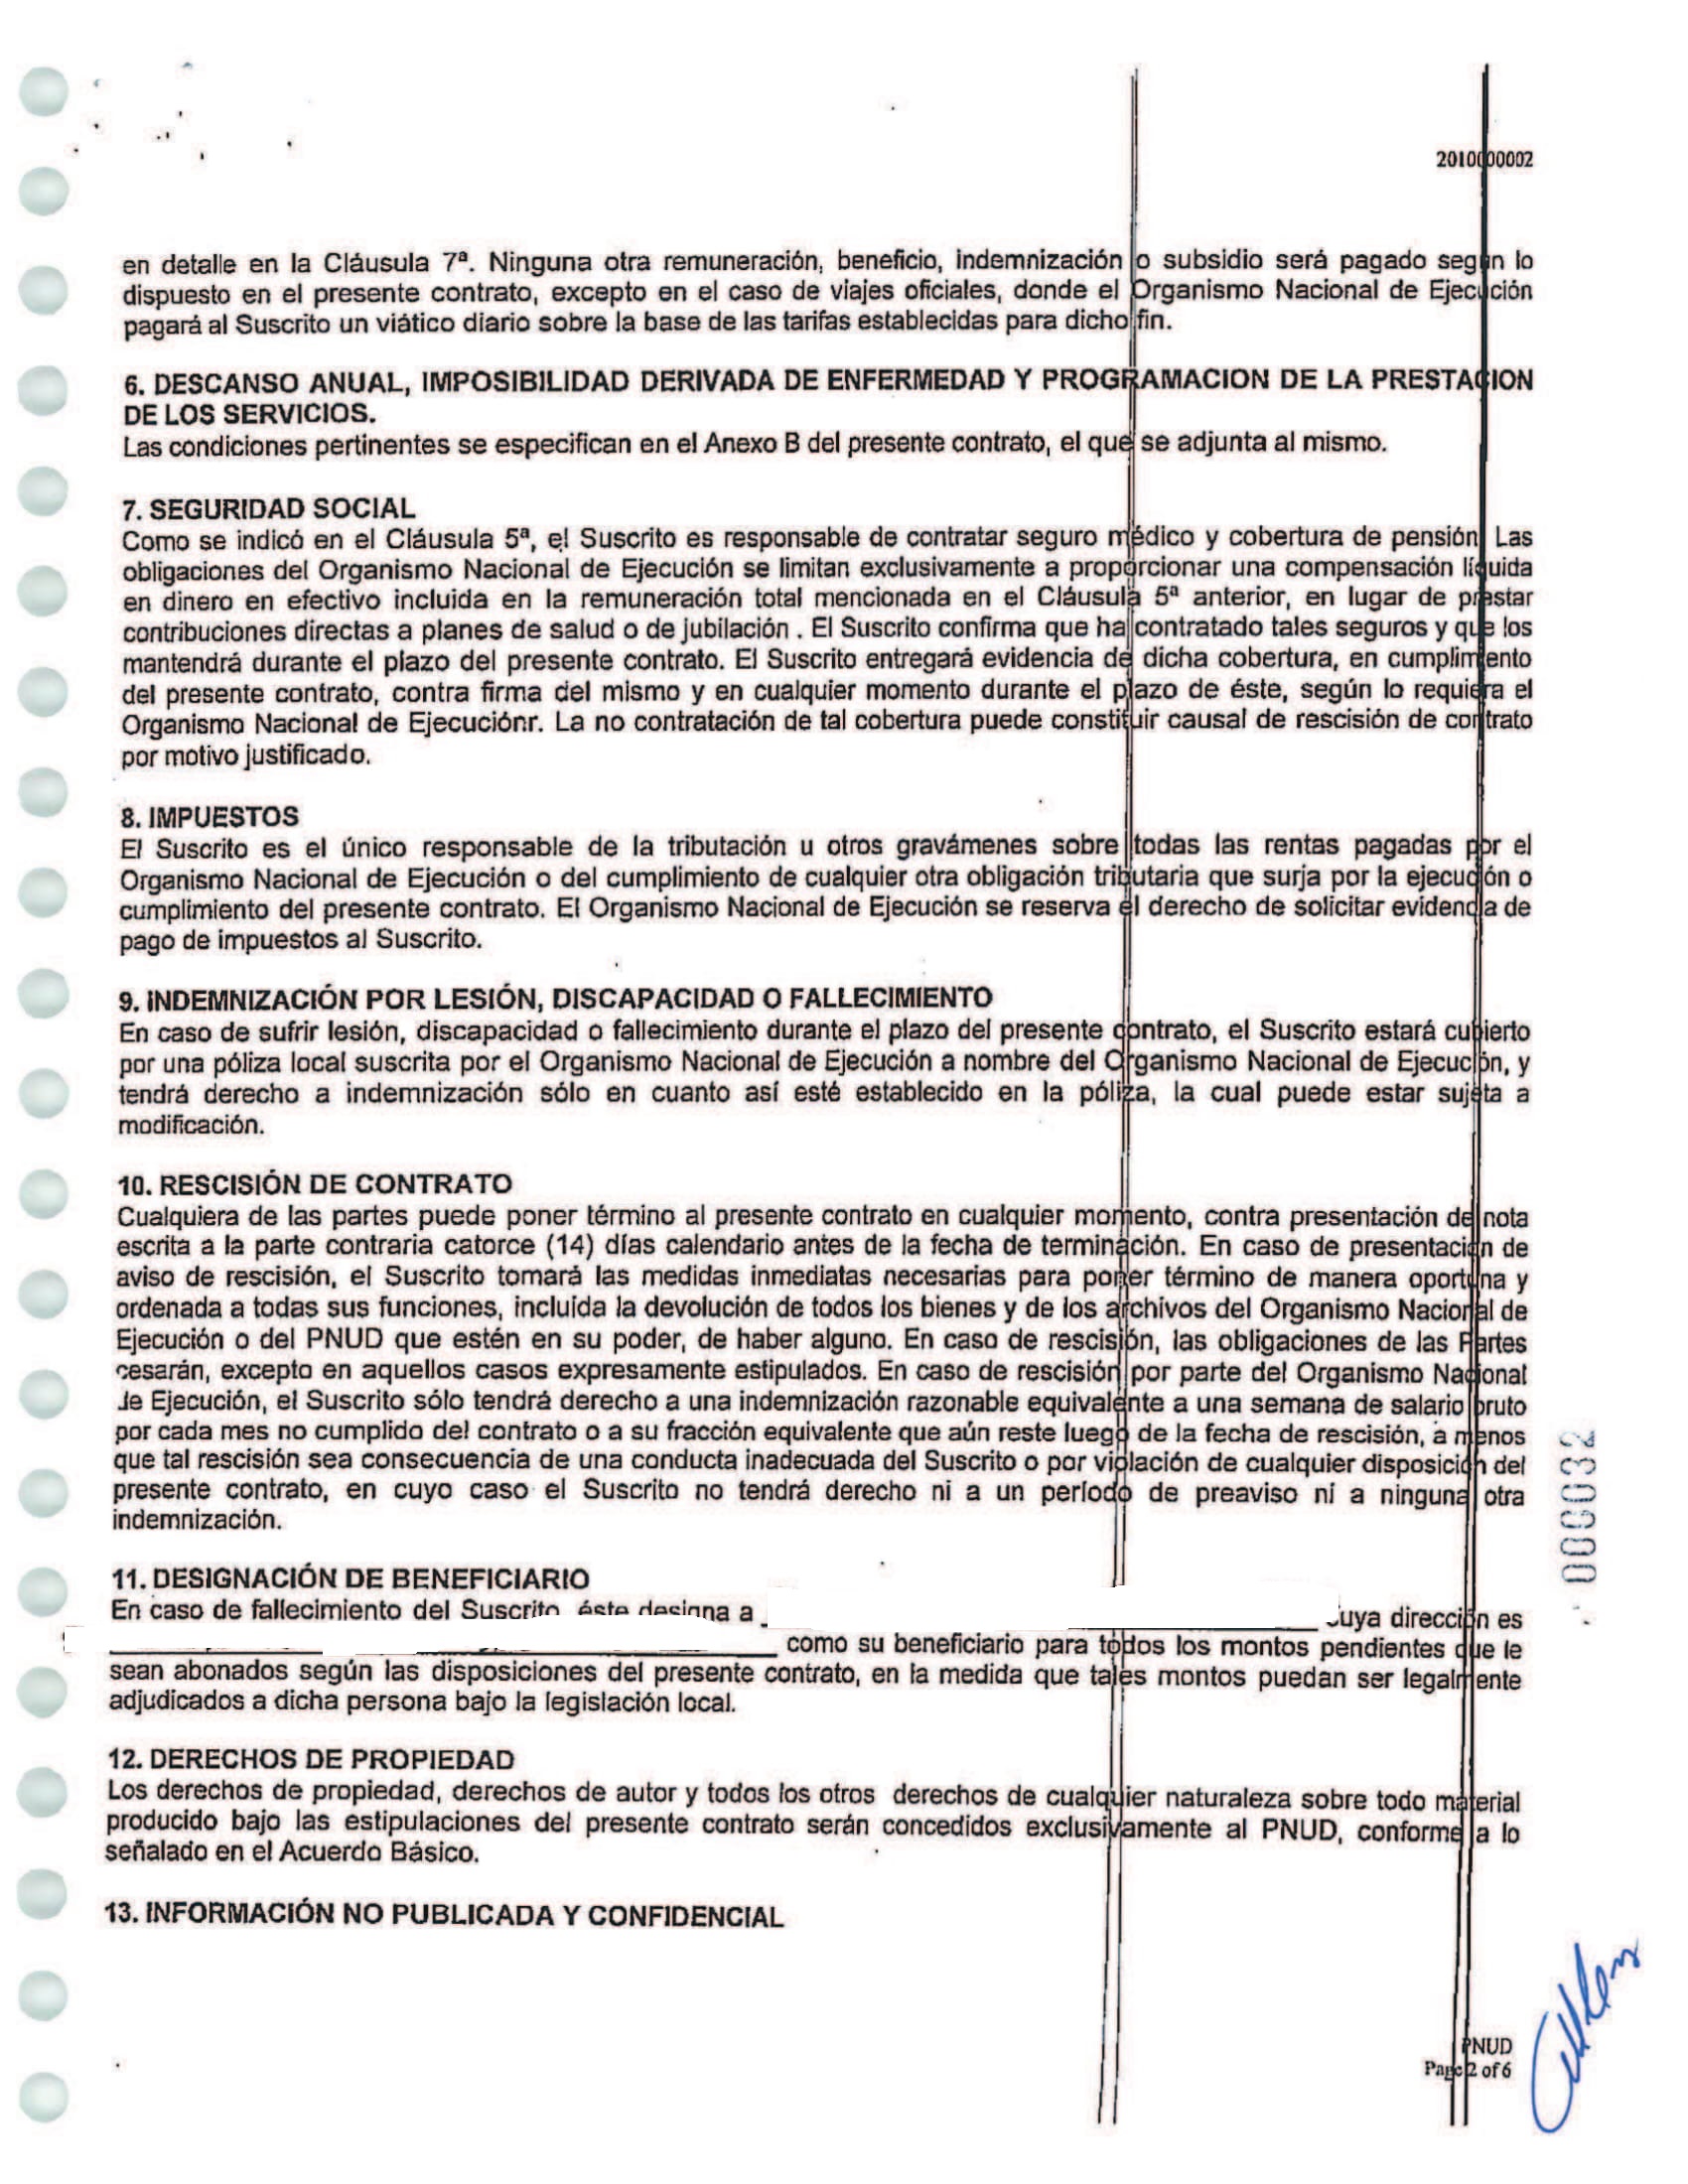 2010000002
en detalle en la Cláusula 7ª. Ninguna otra remuneración, beneficio, indemnización o subsidio será pagado según lo
dispuesto en el presente contrato, excepto en el caso de viajes oficiales, donde el Organismo Nacional de Ejecución
pagará al Suscrito un viático diario sobre la base de las tarifas establecidas para dicho fin.
6. DESCANSO ANUAL, IMPOSIBILIDAD DERIVADA DE ENFERMEDAD Y PROGRAMACION DE LA PRESTACION
DE LOS SERVICIOS.
Las condiciones pertinentes se especifican en el Anexo B del presente contrato, el que se adjunta al mismo.
7. SEGURIDAD SOCIAL
Como se indicó en el Cláusula 5ª, el Suscrito es responsable de contratar seguro médico y cobertura de pensión. Las
obligaciones del Organismo Nacional de Ejecución se limitan exclusivamente a proporcionar una compensación líquida
en dinero en efectivo incluida en la remuneración total mencionada en el Cláusula 5ª anterior, en lugar de prestar
contribuciones directas a planes de salud o de jubilación . El Suscrito confirma que ha contratado tales seguros y que los
mantendrá durante el plazo del presente contrato. El Suscrito entregará evidencia de dicha cobertura, en cumplimiento
del presente contrato, contra firma del mismo y en cualquier momento durante el plazo de éste, según lo requiera el
Organismo Nacional de Ejecuciónr. La no contratación de tal cobertura puede constituir causal de rescisión de contrato
por motivo justificado.
8. IMPUESTOS
El Suscrito es el único responsable de la tributación u otros gravámenes sobre todas las rentas pagadas por el
Organismo Nacional de Ejecución o del cumplimiento de cualquier otra obligación tributaria que surja por la ejecución o
cumplimiento del presente contrato. El Organismo Nacional de Ejecución se reserva el derecho de solicitar evidencia de
pago de impuestos al Suscrito.
9. INDEMNIZACIÓN POR LESIÓN, DISCAPACIDAD O FALLECIMIENTO
En caso de sufrir lesión, discapacidad o fallecimiento durante el plazo del presente contrato, el Suscrito estará cubierto
por una póliza local suscrita por el Organismo Nacional de Ejecución a nombre del Organismo Nacional de Ejecución, y
tendrá derecho a indemnización sólo en cuanto así esté establecido en la póliza, la cual puede estar sujeta a
modificación.
10. RESCISIÓN DE CONTRATO
Cualquiera de las partes puede poner término al presente contrato en cualquier momento, contra presentación de nota
escrita a la parte contraria catorce (14) días calendario antes de la fecha de terminación. En caso de presentación de
aviso de rescisión, el Suscrito tomará las medidas inmediatas necesarias para poner término de manera oportuna y
ordenada a todas sus funciones, incluída la devolución de todos los bienes y de los archivos del Organismo Nacional de
Ejecución o del PNUD que estén en su poder, de haber alguno. En caso de rescisión, las obligaciones de las Partes
cesarán, excepto en aquellos casos expresamente estipulados. En caso de rescisión por parte del Organismo Nacional
de Ejecución, el Suscrito sólo tendrá derecho a una indemnización razonable equivalente a una semana de salario bruto
por cada mes no cumplido del contrato o a su fracción equivalente que aún reste luego de la fecha de rescisión, a menos
que tal rescisión sea consecuencia de una conducta inadecuada del Suscrito o por violación de cualquier disposición del
presente contrato, en cuyo caso el Suscrito no tendrá derecho ni a un período de preaviso ni a ninguna otra
indemnización.
000032
11. DESIGNACIÓN DE BENEFICIARIO
En caso de fallecimiento del Suscrito, éste designa a cuya dirección es
como su beneficiario para todos los montos pendientes que le
sean abonados según las disposiciones del presente contrato, en la medida que tales montos puedan ser legalmente
adjudicados a dicha persona bajo la legislación local.
12. DERECHOS DE PROPIEDAD
Los derechos de propiedad, derechos de autor y todos los otros derechos de cualquier naturaleza sobre todo material
producido bajo las estipulaciones del presente contrato serán concedidos exclusivamente al PNUD, conforme a lo
señalado en el Acuerdo Básico.
13. INFORMACIÓN NO PUBLICADA Y CONFIDENCIAL
PNUD
Page 2 of 6